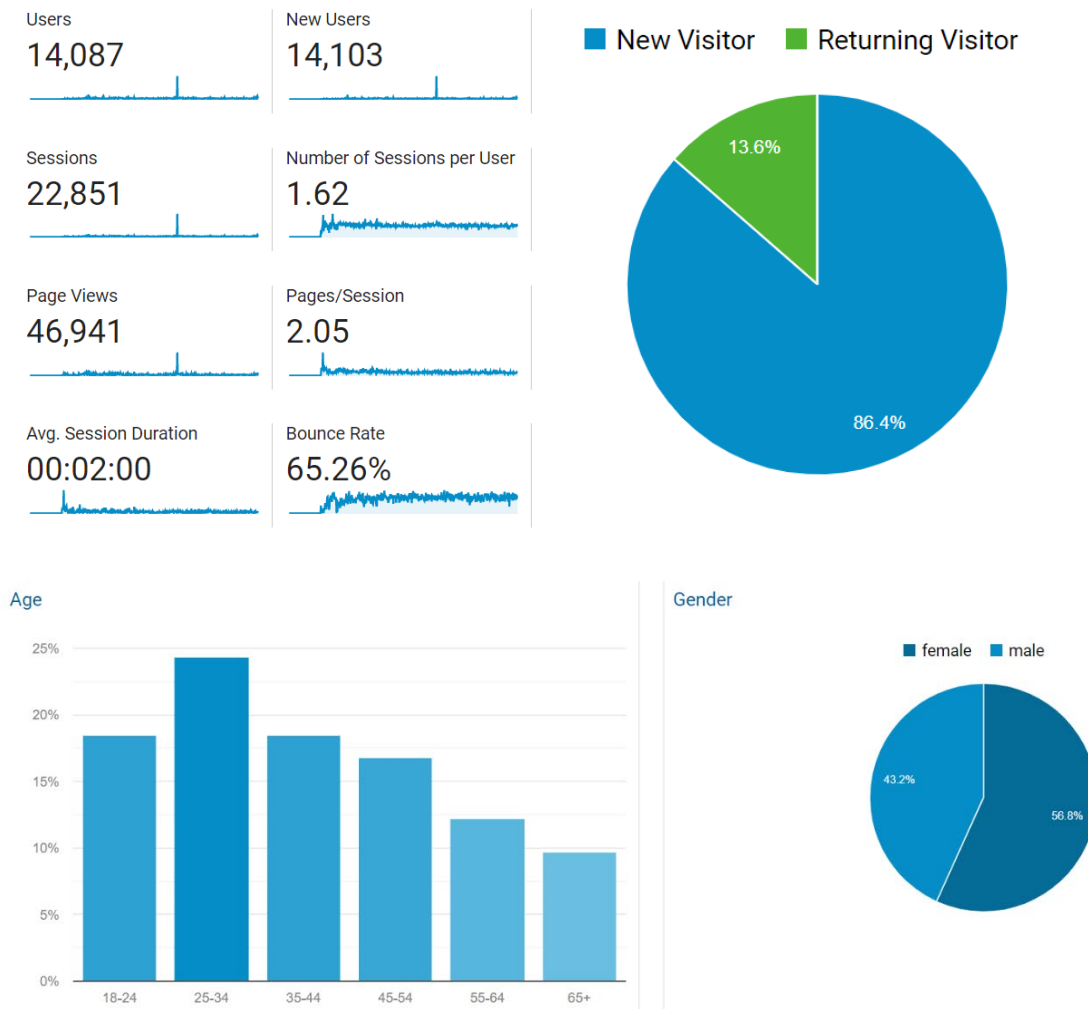 Users
14,087
New Users
14,103
Sessions
22,851
Number of Sessions per User
1.62
Page Views
46,941
Pages/Session
2.05
Avg. Session Duration
00:02:00
Bounce Rate
65.26%
New Visitor
Returning Visitor
13.6%
86.4%
Age
25%
20%
15%
10%
5%
0%
18-24
25-34
35-44
45-54
55-64
65+
Gender
female
male
43.2%
56.8%